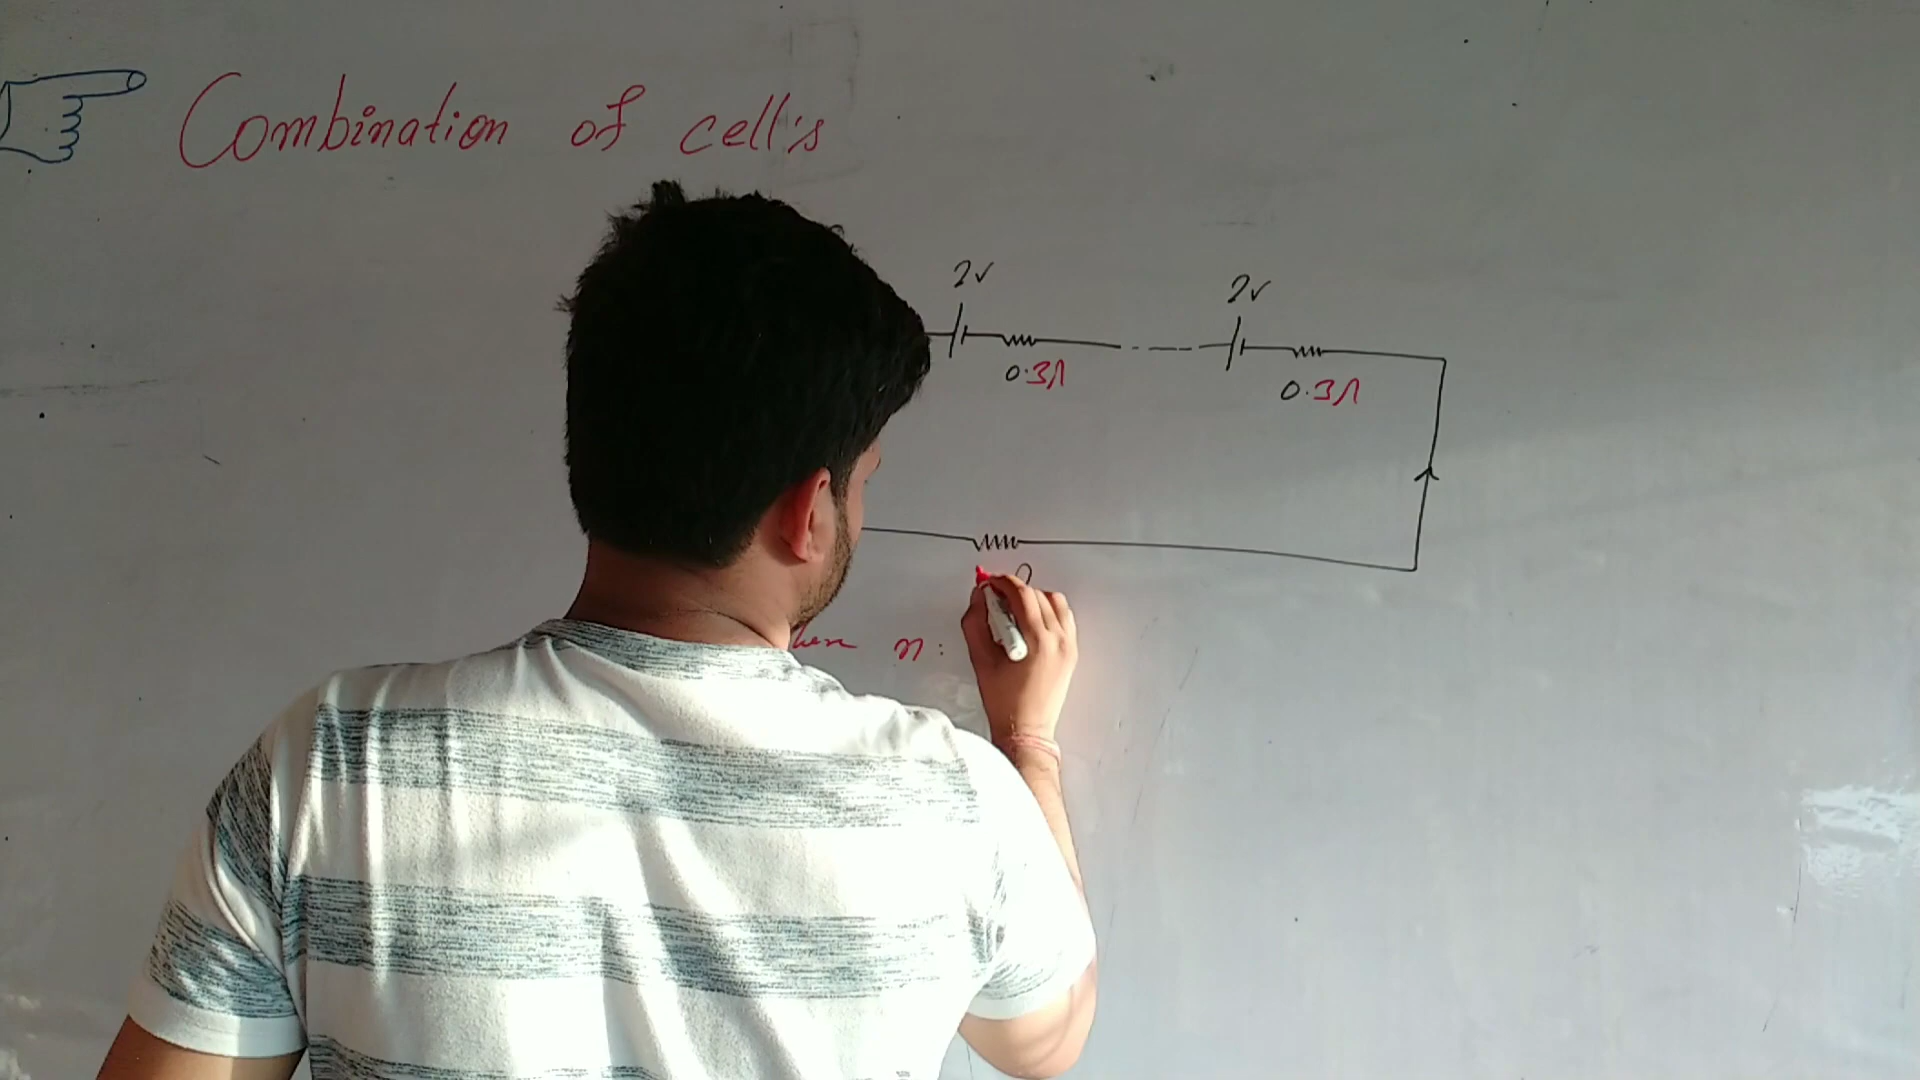 Combination of cell's
2v 2v
0.3Ω 0.3Ω
n: